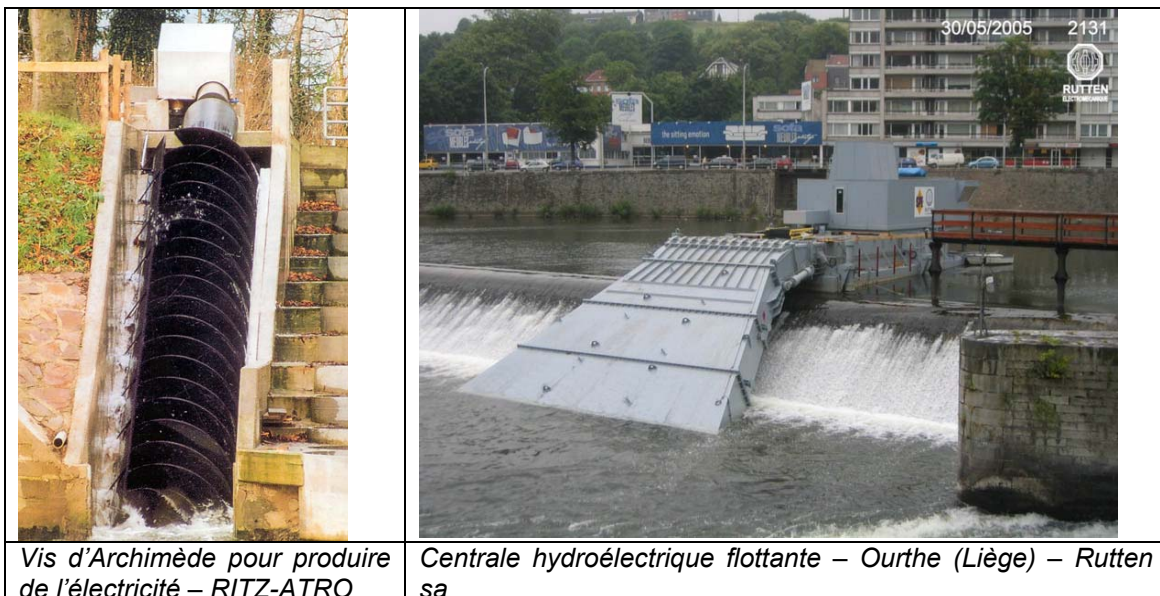 30/05/2005 2131
RUTTEN
ELECTROMECANIQUE
the sitting emotion
Vis d'Archimède pour produire
de l'électricité – RITZ-ATRO
Centrale hydroélectrique flottante – Ourthe (Liège) – Rutten
sa